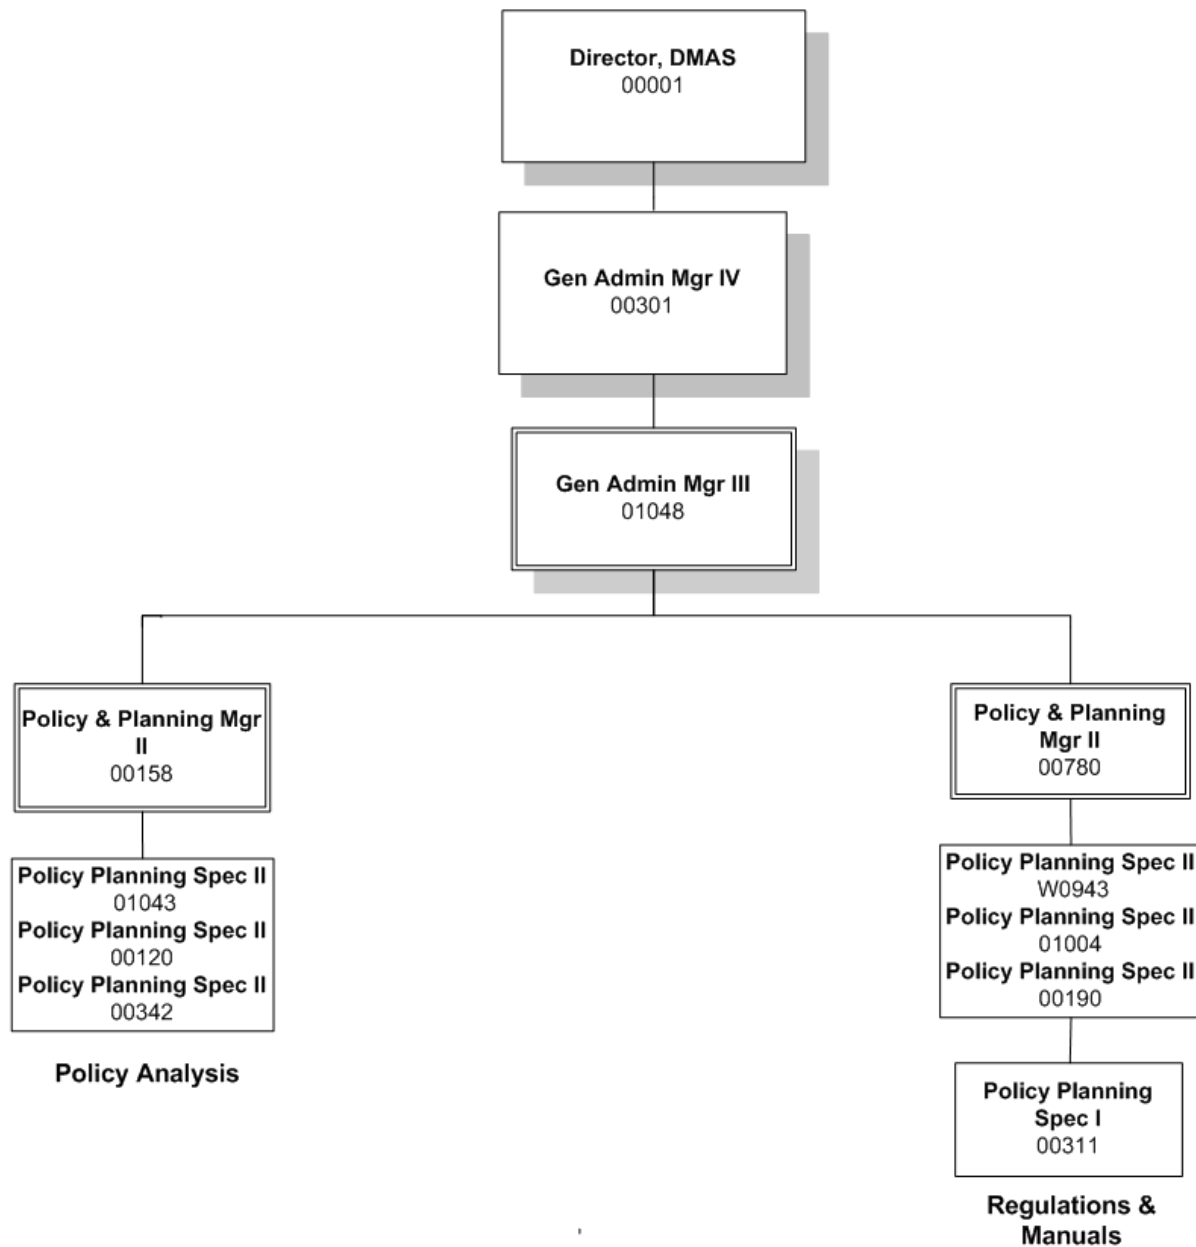 Director, DMAS
00001
Gen Admin Mgr IV
00301
Gen Admin Mgr III
01048
Policy & Planning Mgr
II
00158
Policy Planning Spec II
01043
Policy Planning Spec II
00120
Policy Planning Spec II
00342
Policy Analysis
Policy & Planning
Mgr II
00780
Policy Planning Spec II
W0943
Policy Planning Spec II
01004
Policy Planning Spec II
00190
Policy Planning
Spec I
00311
Regulations &
Manuals